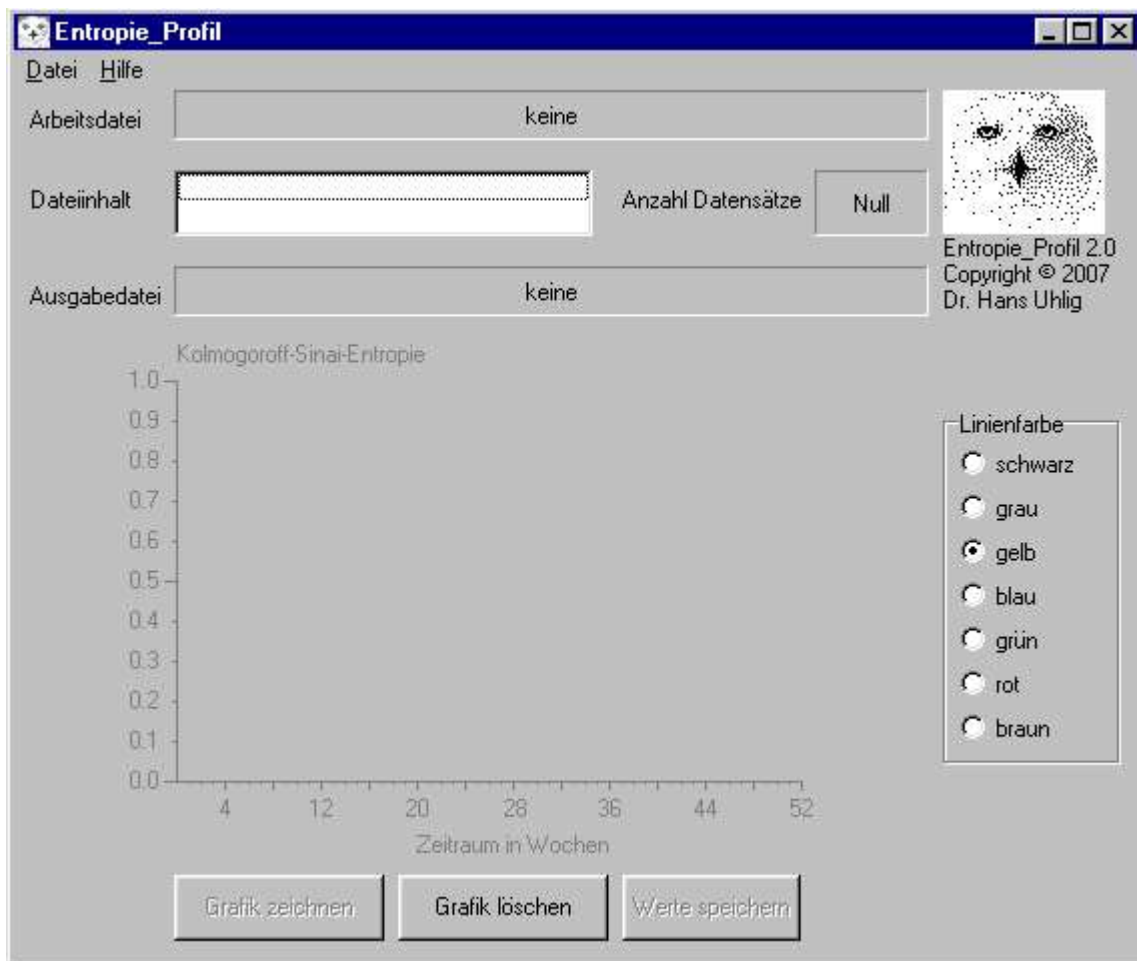 Entropie_Profil
Datei Hilfe
Arbeitsdatei keine
Dateiinhalt Anzahl Datensätze Null
Entropie_Profil 2.0
Copyright © 2007
Dr. Hans Uhlig
Ausgabedatei keine
Kolmogoroff-Sinai-Entropie
1.0
0.9
0.8
0.7
0.6
0.5
0.4
0.3
0.2
0.1
0.0
4 12 20 28 36 44 52
Zeitraum in Wochen
Linienfarbe
schwarz
grau
gelb
blau
grün
rot
braun
Grafik zeichnen Grafik löschen Werte speichern